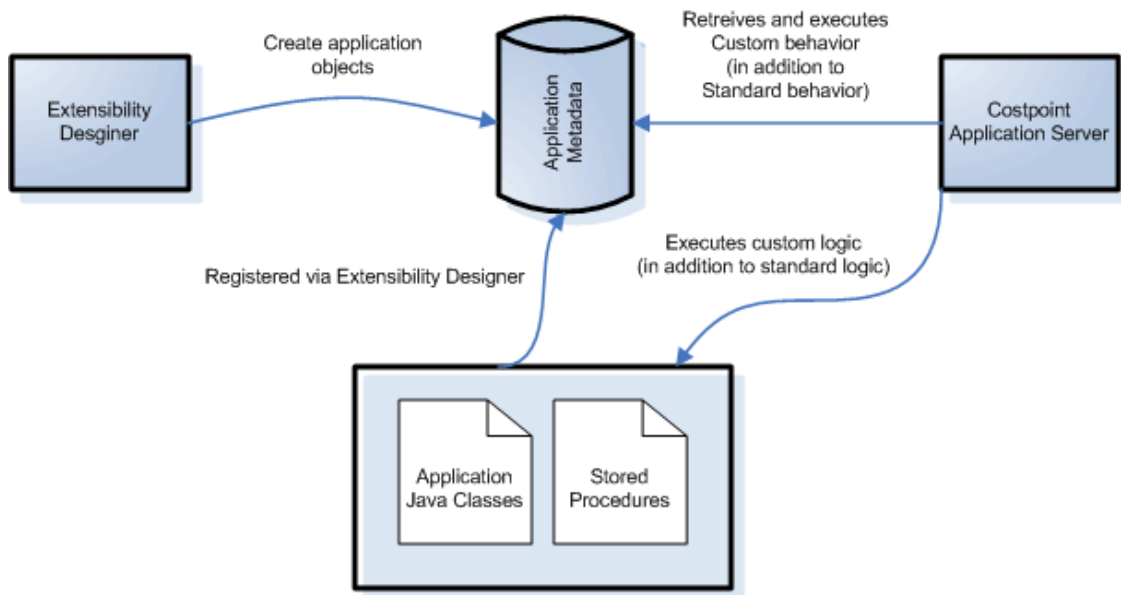 Create application
objects
Retreives and executes
Custom behavior
(in addition to
Standard behavior)
Extensibility
Desginer
Application
Metadata
Costpoint
Application Server
Executes custom logic
(in addition to standard logic)
Registered via Extensibility Designer
Application
Java Classes
Stored
Procedures